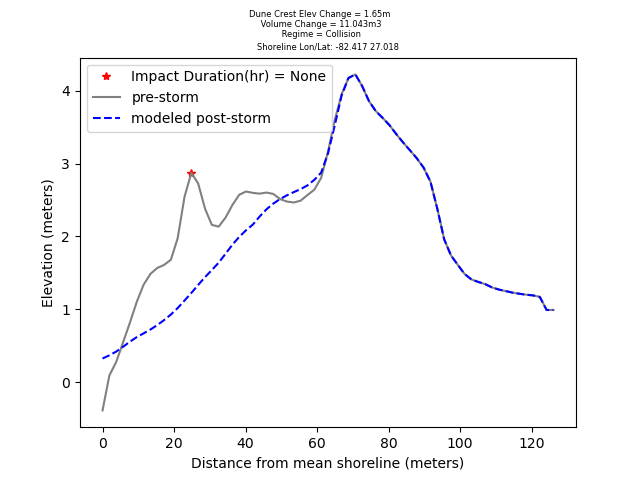 Dune Crest Elev Change = 1.65m
Volume Change = 11.043m3
Regime = Collision
Shoreline Lon/Lat: -82.417 27.018
Impact Duration(hr) = None
pre-storm
modeled post-storm
Elevation (meters)
4
3
2
1
0
0 20 40 60 80 100 120
Distance from mean shoreline (meters)